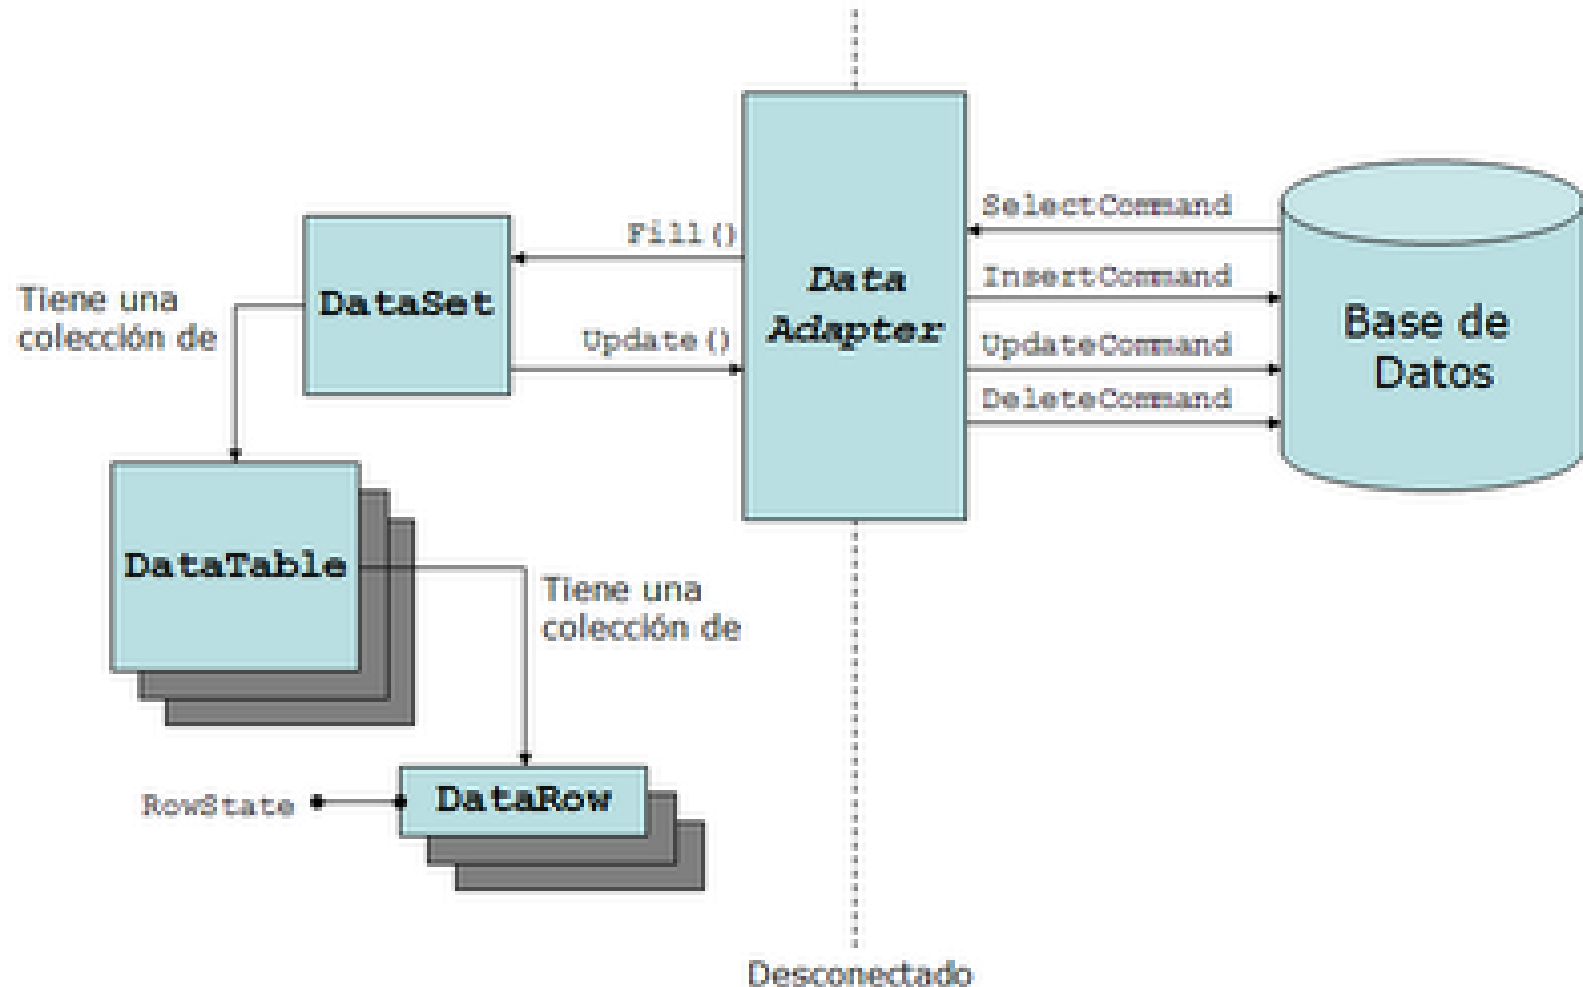 SelectCommand
Fill()
InsertCommand
Data
Adapter
Tiene una
colección de
DataSet
Base de
Datos
Update()
UpdateCommand
DeleteCommand
DataTable
Tiene una
colección de
RowState
DataRow
Desconectado